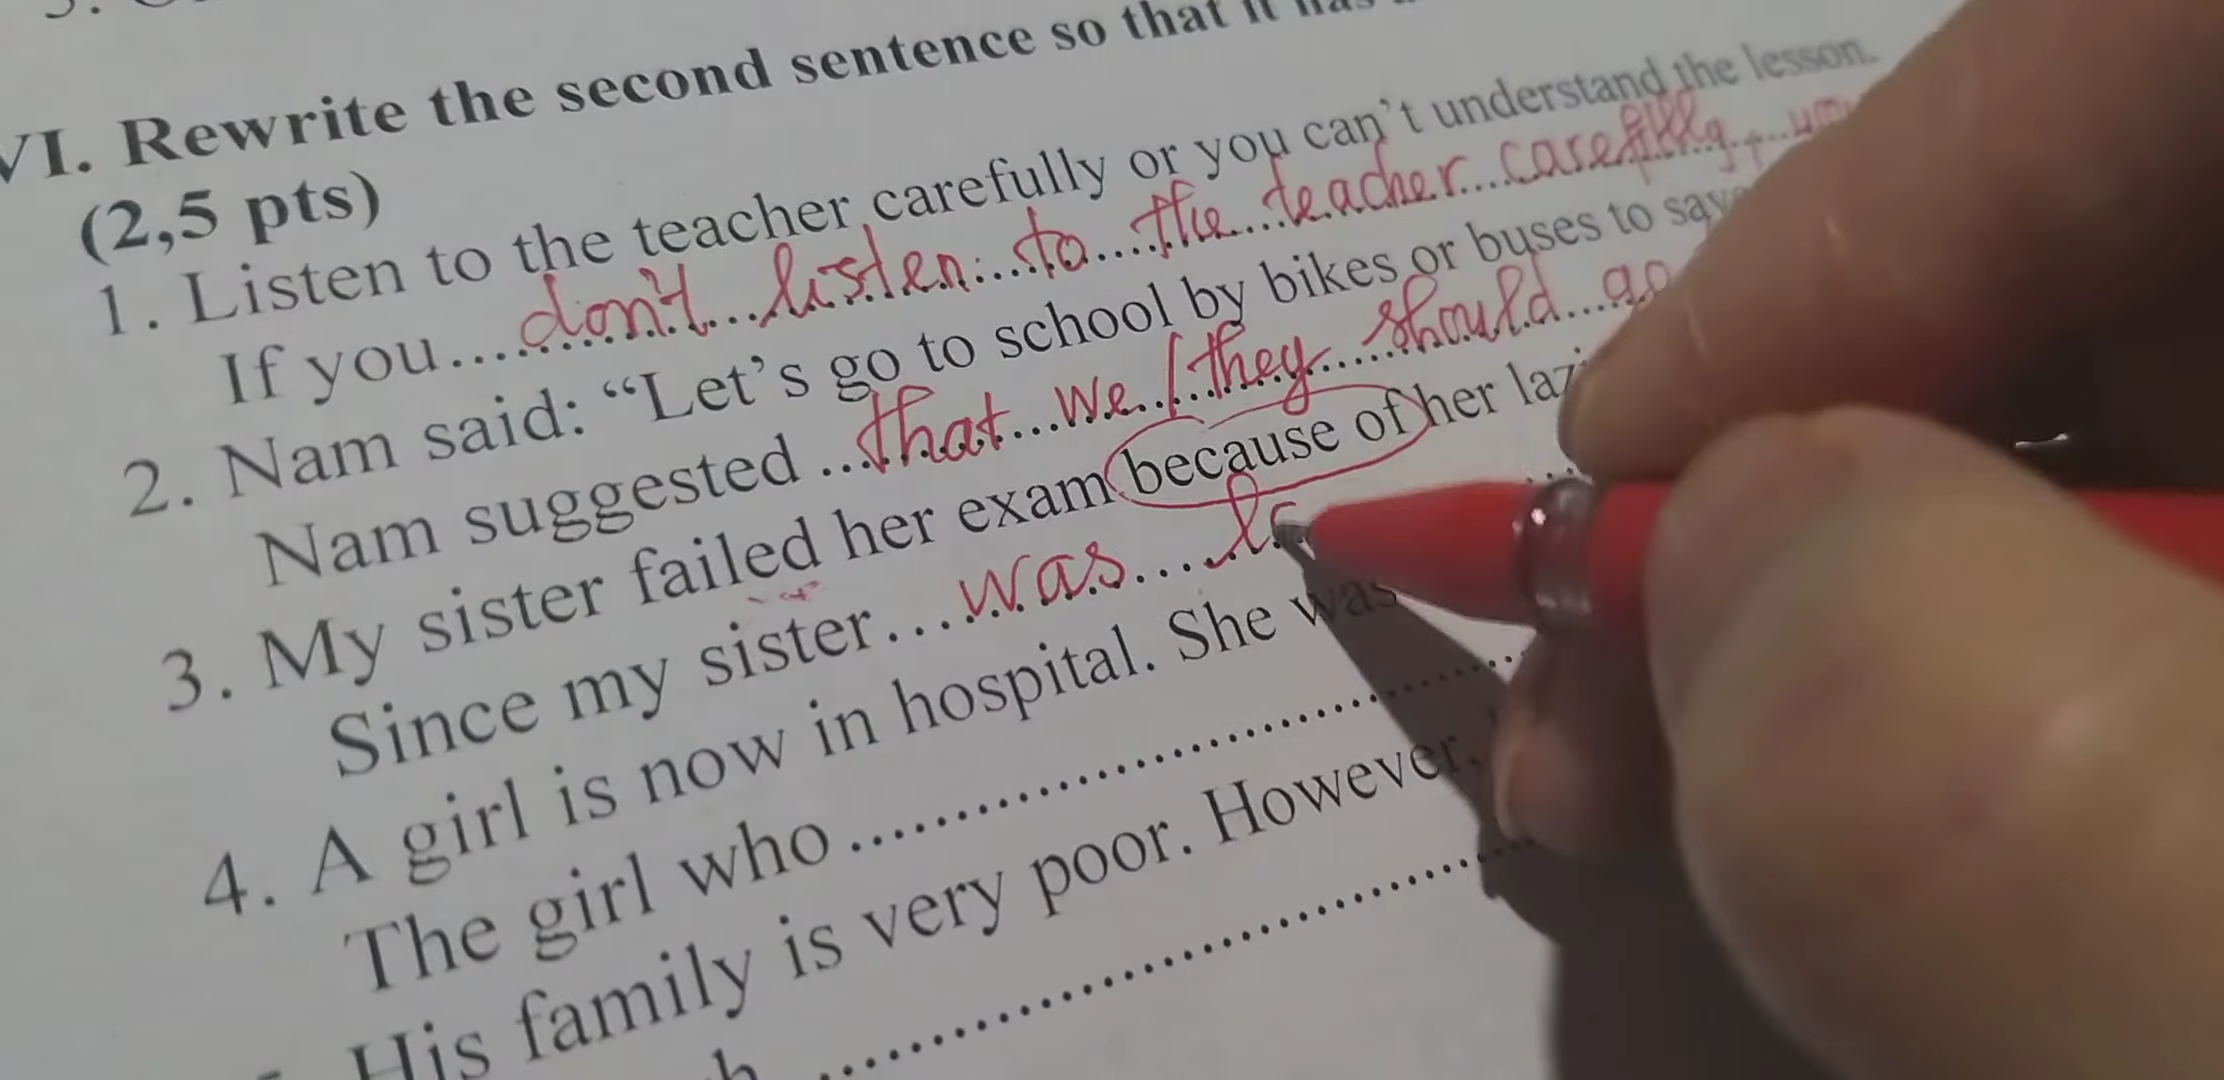 VI. Rewrite the second sentence so that it has
(2,5 pts)
1. Listen to the teacher carefully or you can't understand the lesson.
If you.... don't listen to the teacher carefully,
2. Nam said: "Let's go to school by bikes or buses to
Nam suggested ... that we / they should go
3. My sister failed her exam because of her
Since my sister.... was
4. A girl is now in hospital. She was
The girl who
His family is very poor. However,